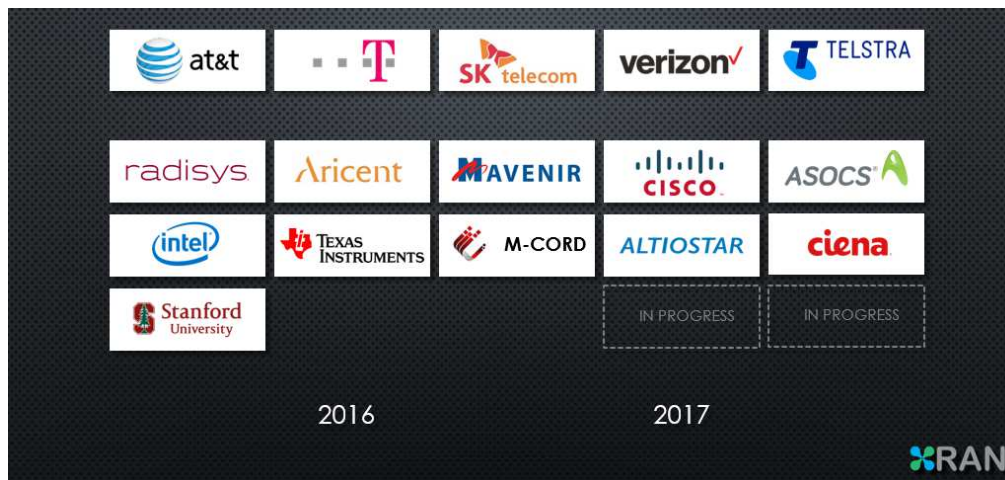 at&t
T
SK telecom
verizon
TELSTRA
radisys.
Aricent
MAVENIR
CISCO
ASOCS
intel
TEXAS
INSTRUMENTS
M-CORD
ALTIOSTAR
ciena
Stanford
University
IN PROGRESS
IN PROGRESS
2016
2017
XRAN